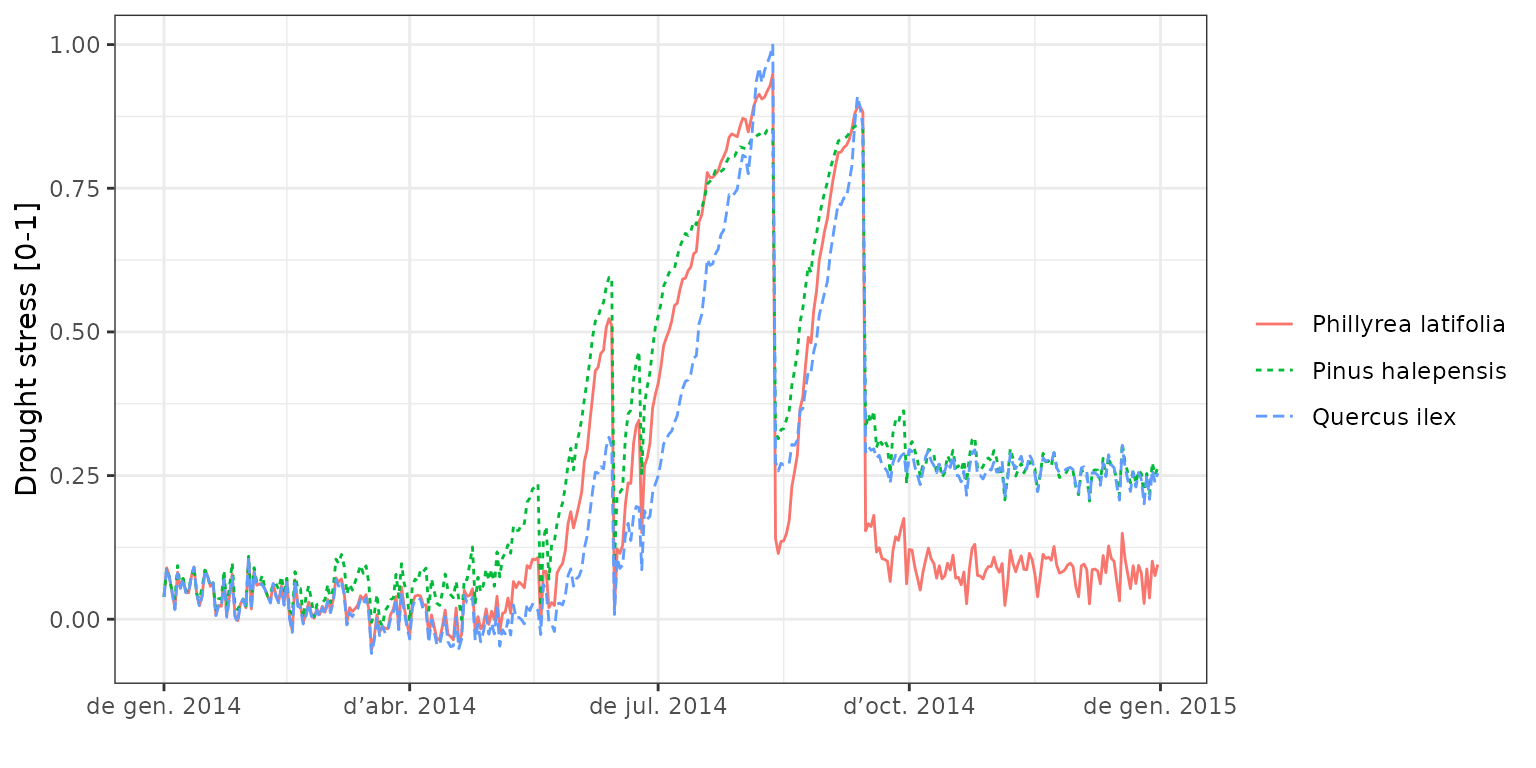 Drought stress [0-1]
1.00
0.75
0.50
0.25
0.00
de gen. 2014
d’abr. 2014
de jul. 2014
d’oct. 2014
de gen. 2015
Phillyrea latifolia
Pinus halepensis
Quercus ilex